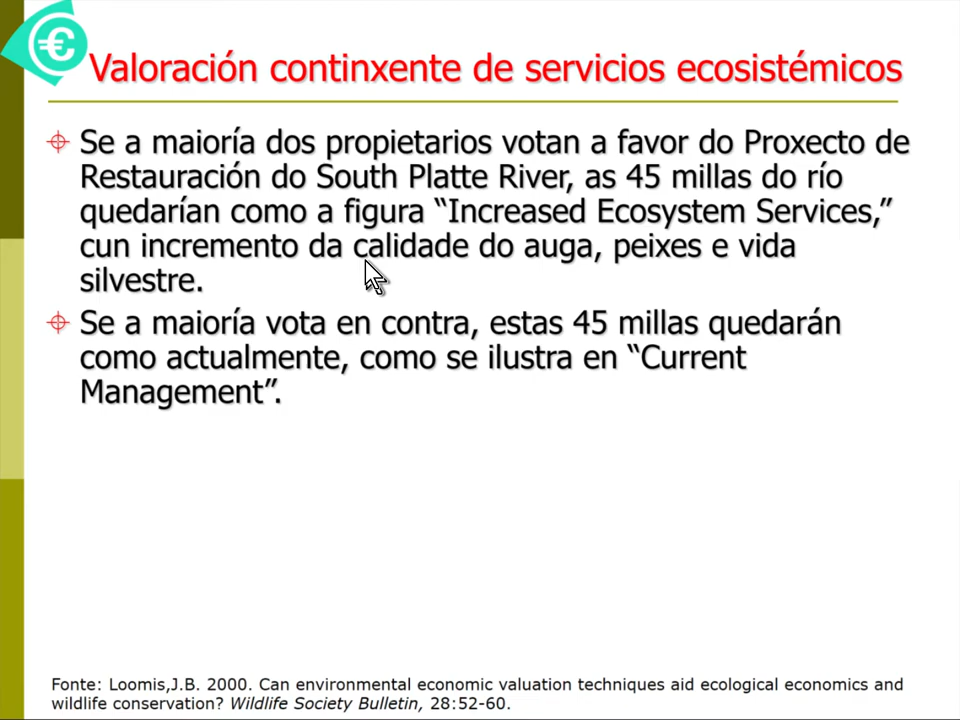 €
Valoración continxente de servicios ecosistémicos
Se a maioría dos propietarios votan a favor do Proxecto de
Restauración do South Platte River, as 45 millas do río
quedarían como a figura “Increased Ecosystem Services,”
cun incremento da calidade do auga, peixes e vida
silvestre.
Se a maioría vota en contra, estas 45 millas quedarán
como actualmente, como se ilustra en “Current
Management”.
Fonte: Loomis,J.B. 2000. Can environmental economic valuation techniques aid ecological economics and
wildlife conservation? Wildlife Society Bulletin, 28:52-60.